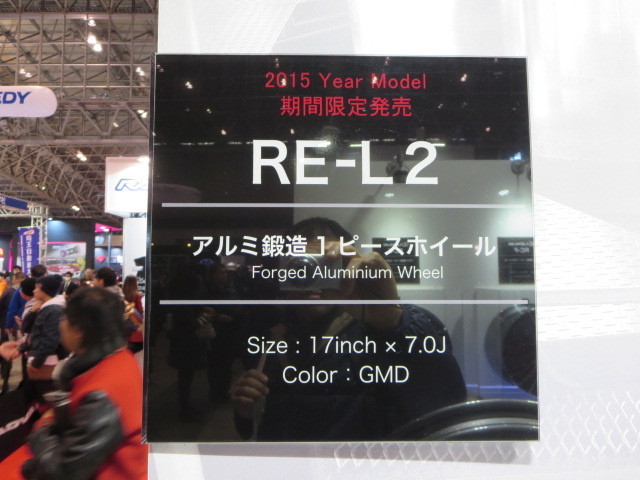 2015 Year Model
期間限定発売
RE-L2
アルミ鍛造1ピースホイール
Forged Aluminium Wheel
Size : 17inch × 7.0J
Color : GMD
EDY